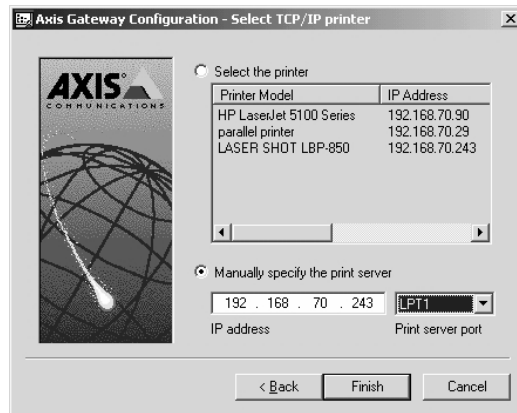 Axis Gateway Configuration - Select TCP/IP printer
AXIS
COMMUNICATIONS
Select the printer
Printer Model IP Address
HP LaserJet 5100 Series 192.168.70.90
parallel printer 192.168.70.29
LASER SHOT LBP-850 192.168.70.243
Manually specify the print server
192 . 168 . 70 . 243 LPT1
IP address Print server port
< Back Finish Cancel